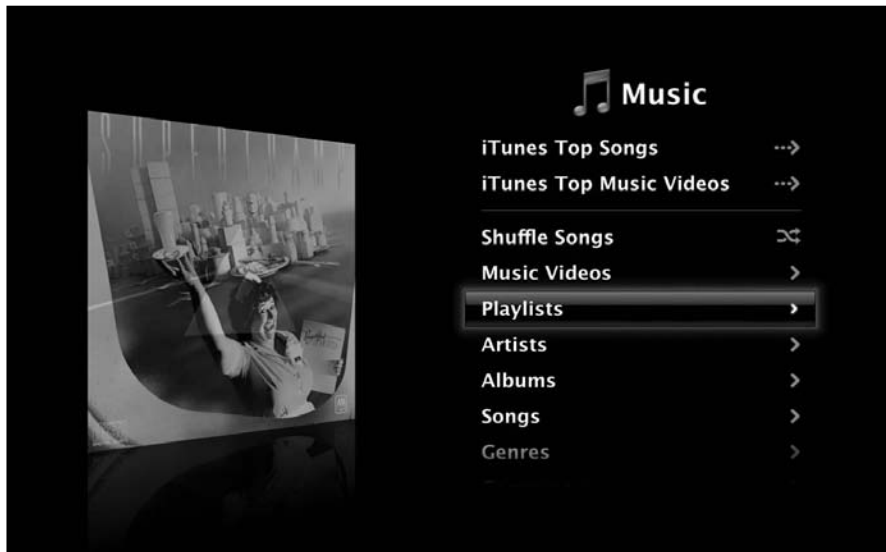 Music
iTunes Top Songs
iTunes Top Music Videos
Shuffle Songs
Music Videos
Playlists
Artists
Albums
Songs
Genres